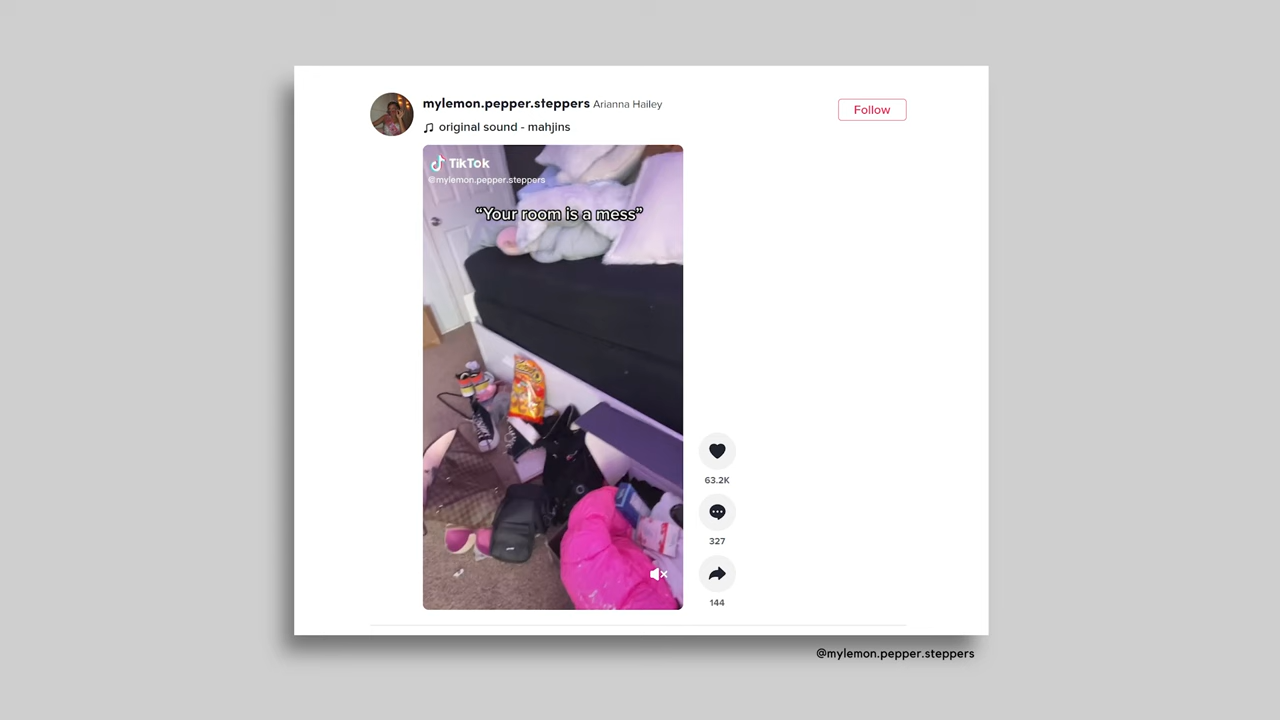 mylemon.pepper.steppers Arianna Hailey
Follow
original sound - mahjins
TikTok
@mylemon.pepper.steppers
“Your room is a mess”
63.2K
327
144
@mylemon.pepper.steppers